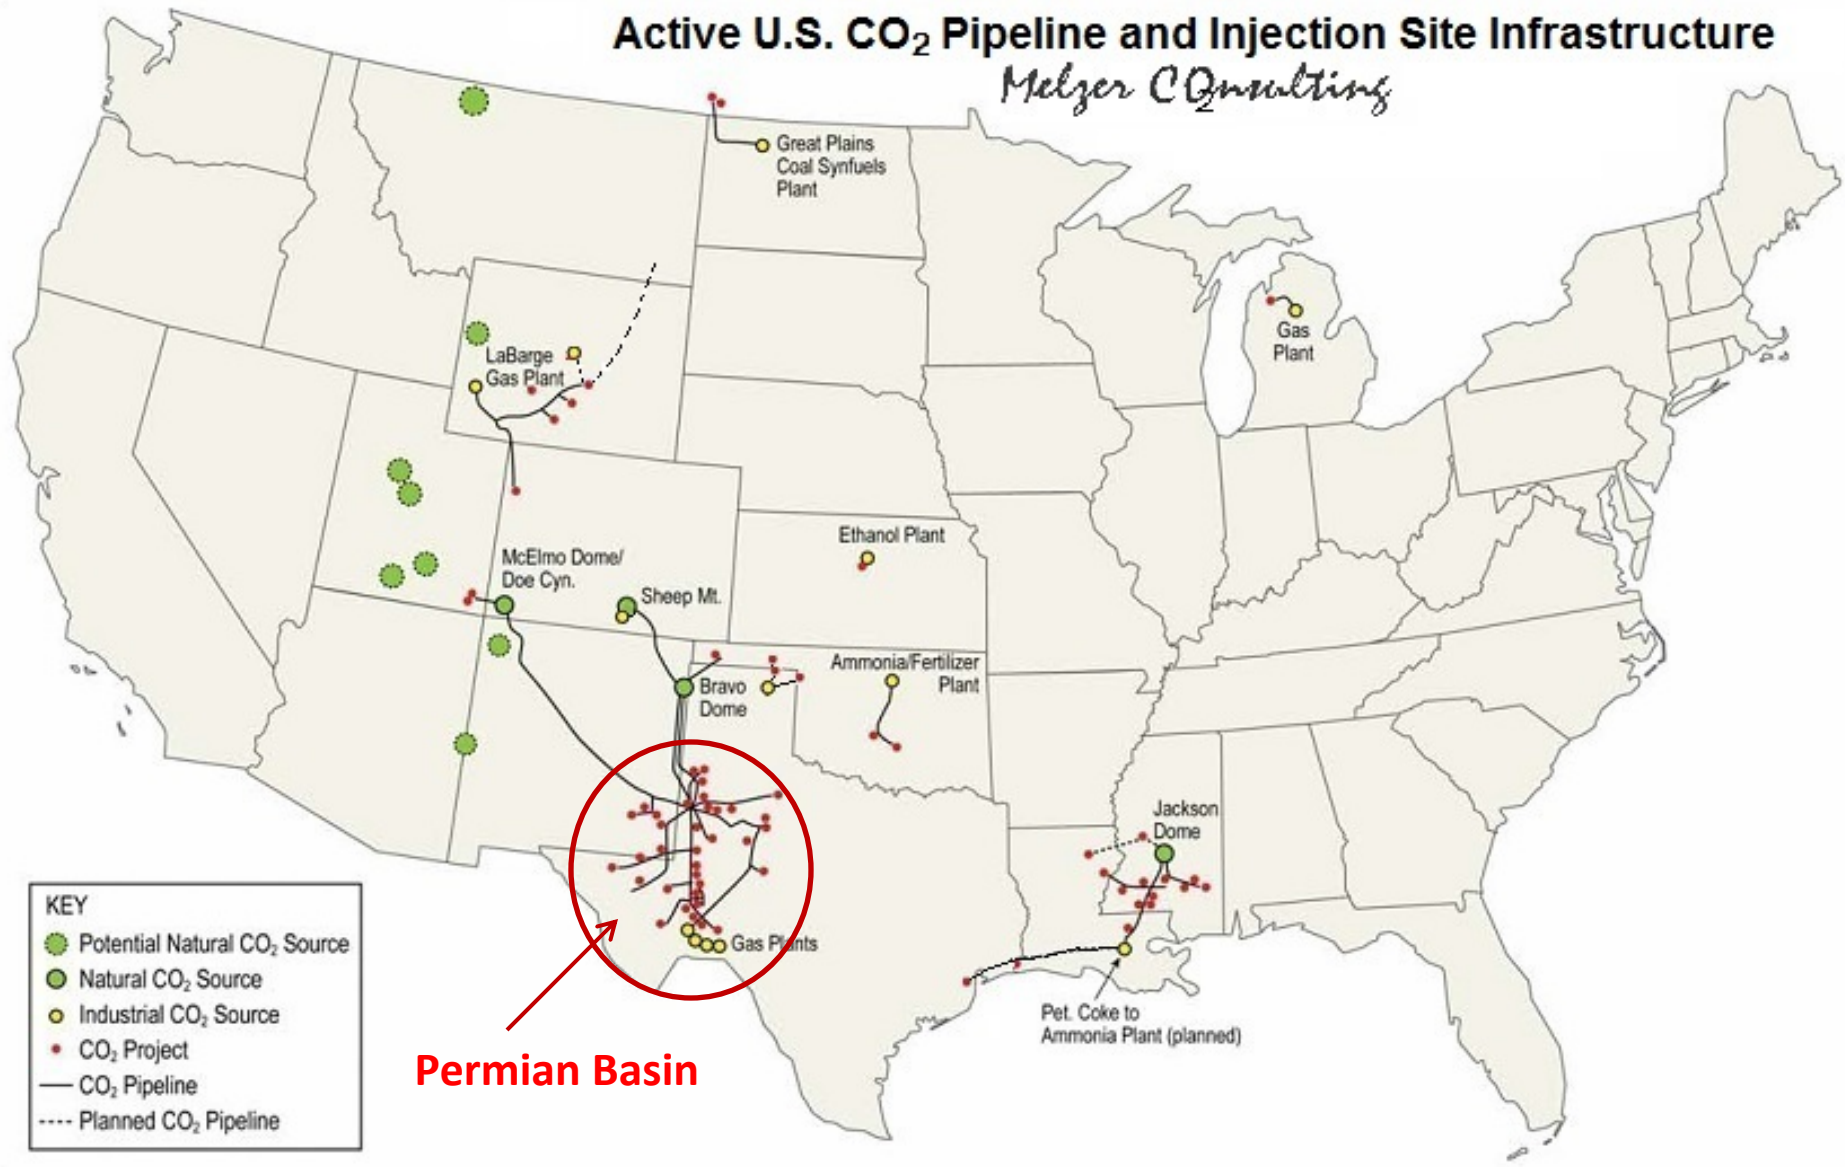 Active U.S. CO₂ Pipeline and Injection Site Infrastructure
Melzer CO₂nsulting
Great Plains
Coal Synfuels
Plant
LaBarge
Gas Plant
Gas
Plant
Ethanol Plant
McElmo Dome/
Doe Cyn.
Sheep Mt.
Ammonia/Fertilizer
Plant
Bravo
Dome
Jackson
Dome
Gas Plants
Pet. Coke to
Ammonia Plant (planned)
Permian Basin
KEY
Potential Natural CO₂ Source
Natural CO₂ Source
Industrial CO₂ Source
CO₂ Project
CO₂ Pipeline
Planned CO₂ Pipeline